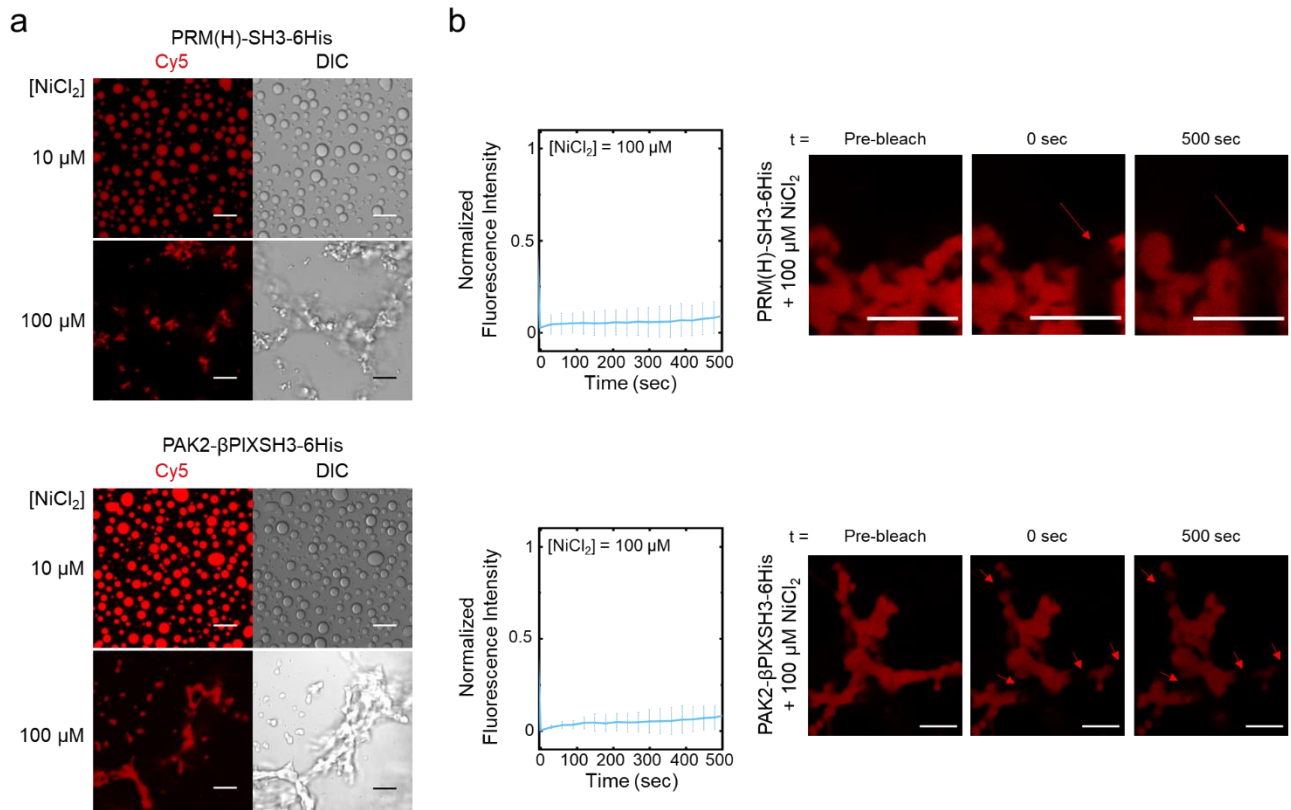 a
PRM(H)-SH3-6His
Cy5 DIC
[NiCl₂]
10 µM
100 µM
PAK2-βPIXSH3-6His
Cy5 DIC
[NiCl₂]
10 µM
100 µM
b
[NiCl₂] = 100 µM
Normalized
Fluorescence Intensity
1
0.5
0
0 100 200 300 400 500
Time (sec)
t = Pre-bleach 0 sec 500 sec
PRM(H)-SH3-6His
+ 100 µM NiCl₂
[NiCl₂] = 100 µM
Normalized
Fluorescence Intensity
1
0.5
0
0 100 200 300 400 500
Time (sec)
t = Pre-bleach 0 sec 500 sec
PAK2-βPIXSH3-6His
+ 100 µM NiCl₂